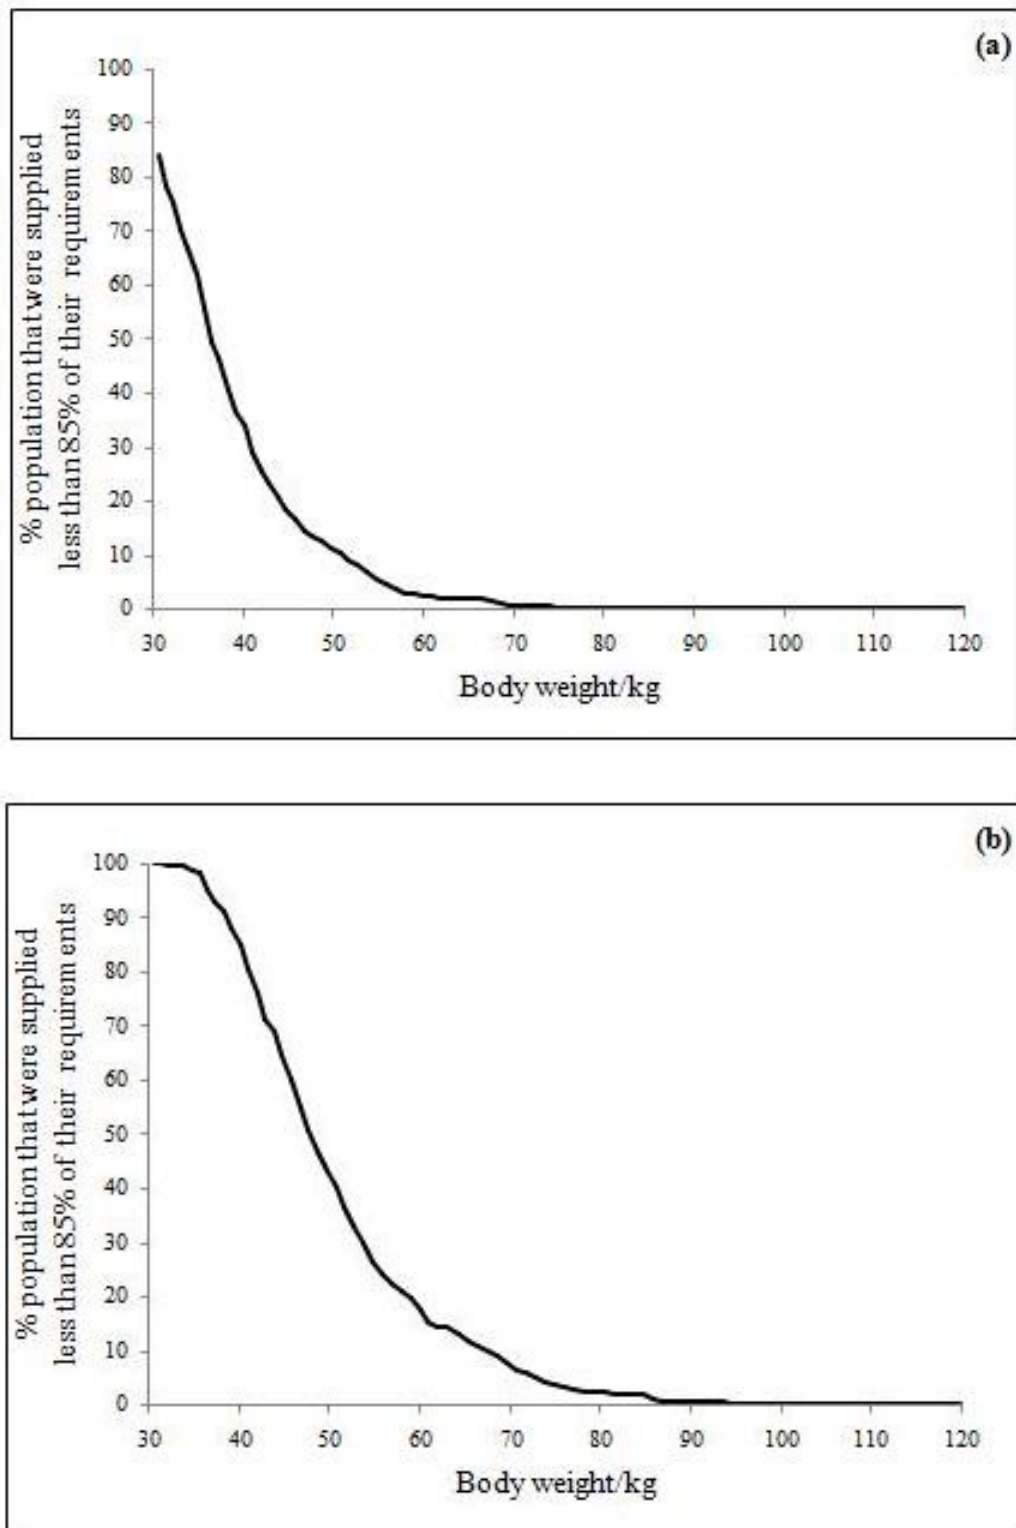 (a)
% population that were supplied
less than 85% of their requirements
100
90
80
70
60
50
40
30
20
10
0
30 40 50 60 70 80 90 100 110 120
Body weight/kg
(b)
% population that were supplied
less than 85% of their requirements
100
90
80
70
60
50
40
30
20
10
0
30 40 50 60 70 80 90 100 110 120
Body weight/kg